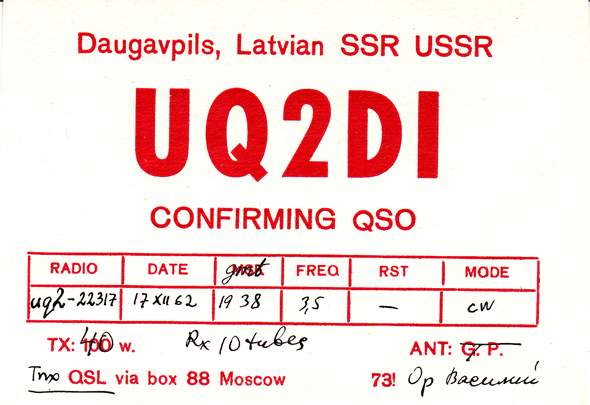 Daugavpils, Latvian SSR USSR
UQ2DI
CONFIRMING QSO
RADIO DATE gmt FREQ RST MODE
uq2-22317 17 XII 62 19 38 3,5 — CW
TX: 40 w. Rx 10 tubes ANT: G. P.
Tnx QSL via box 88 Moscow 73! Op Василий